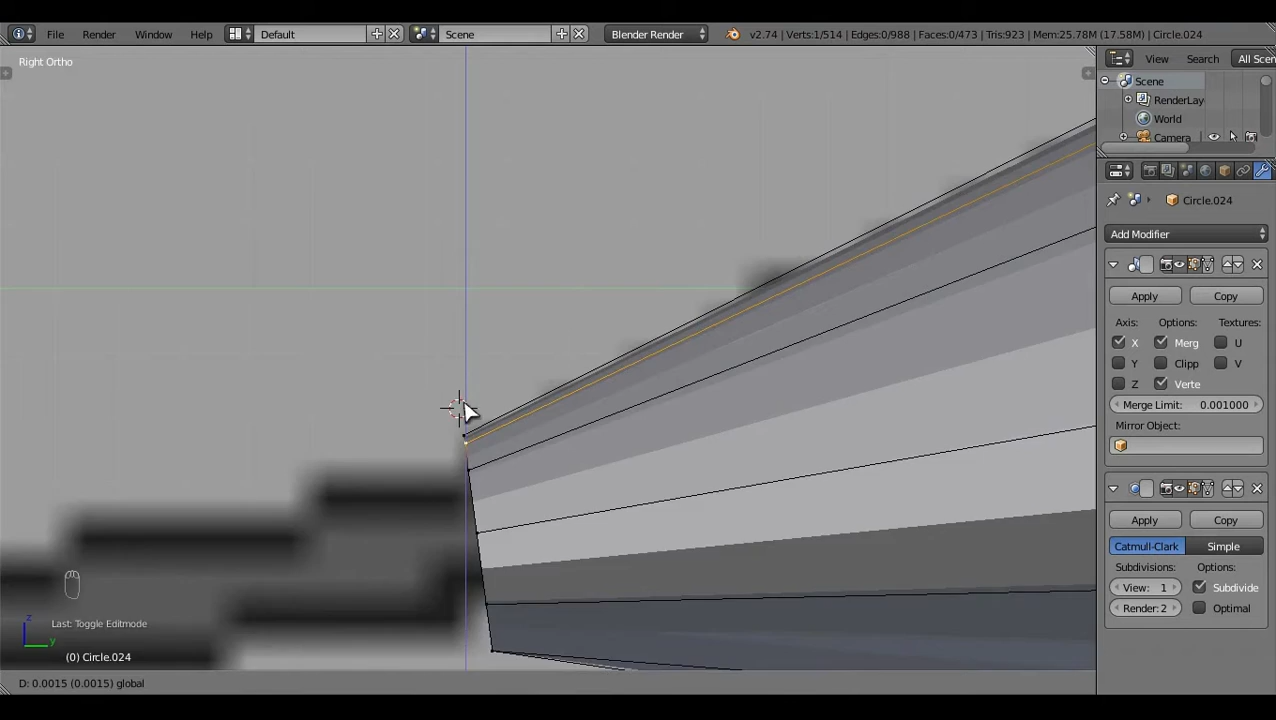 File Render Window Help Default Scene Blender Render v2.74 | Verts:1/514 | Edges:0/988 | Faces:0/473 | Tris:923 | Mem:25.78M (17.58M) | Circle.024
Right Ortho
View Search All Scen
Scene
RenderLay
World
Camera
Circle.024
Add Modifier
Apply Copy
Axis: Options: Textures:
X Merg U
Y Clipp V
Z Verte
Merge Limit: 0.001000
Mirror Object:
Apply Copy
Catmull-Clark Simple
Subdivisions: Options:
View: 1 Subdivide
Render: 2 Optimal
Last: Toggle Editmode
z
y
(0) Circle.024
D: 0.0015 (0.0015) global